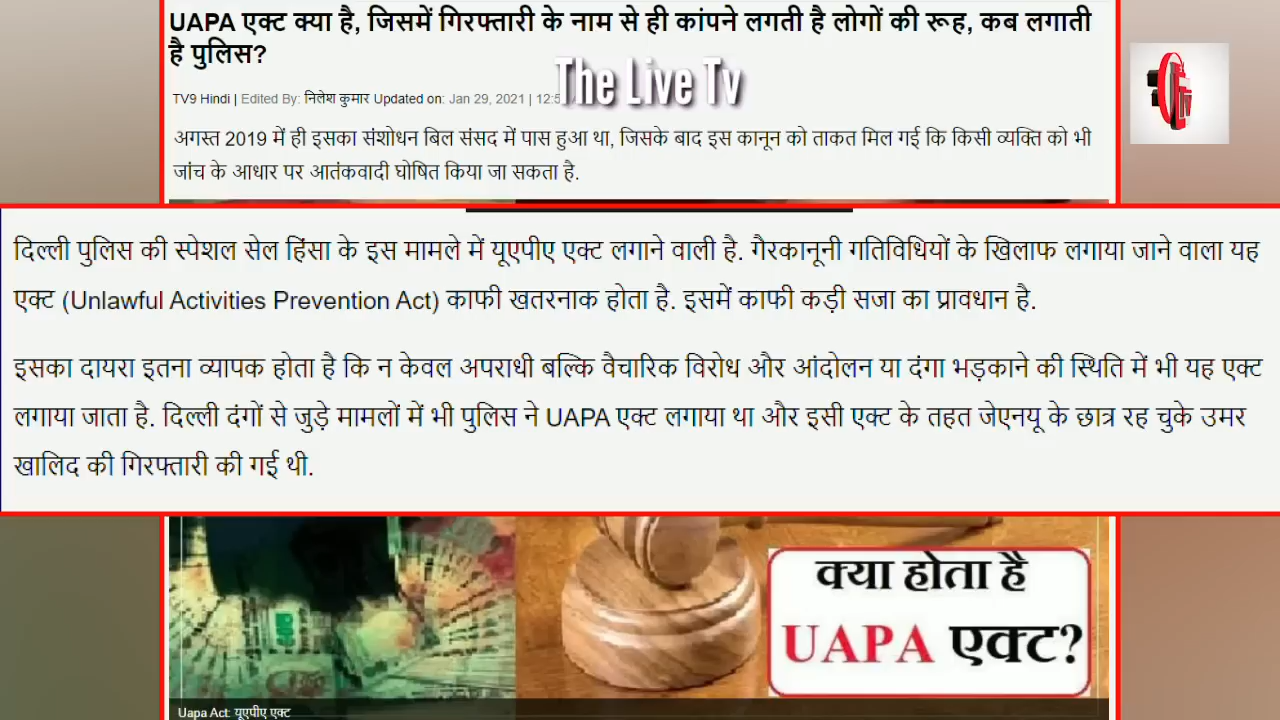 UAPA एक्ट क्या है, जिसमें गिरफ्तारी के नाम से ही कांपने लगती है लोगों की रूह, कब लगाती
है पुलिस?
The Live Tv
TV9 Hindi | Edited By: निलेश कुमार Updated on: Jan 29, 2021 | 12:5
अगस्त 2019 में ही इसका संशोधन बिल संसद में पास हुआ था, जिसके बाद इस कानून को ताकत मिल गई कि किसी व्यक्ति को भी
जांच के आधार पर आतंकवादी घोषित किया जा सकता है.
दिल्ली पुलिस की स्पेशल सेल हिंसा के इस मामले में यूएपीए एक्ट लगाने वाली है. गैरकानूनी गतिविधियों के खिलाफ लगाया जाने वाला यह
एक्ट (Unlawful Activities Prevention Act) काफी खतरनाक होता है. इसमें काफी कड़ी सजा का प्रावधान है.
इसका दायरा इतना व्यापक होता है कि न केवल अपराधी बल्कि वैचारिक विरोध और आंदोलन या दंगा भड़काने की स्थिति में भी यह एक्ट
लगाया जाता है. दिल्ली दंगों से जुड़े मामलों में भी पुलिस ने UAPA एक्ट लगाया था और इसी एक्ट के तहत जेएनयू के छात्र रह चुके उमर
खालिद की गिरफ्तारी की गई थी.
क्या होता है
UAPA एक्ट?
Uapa Act: यूएपीए एक्ट